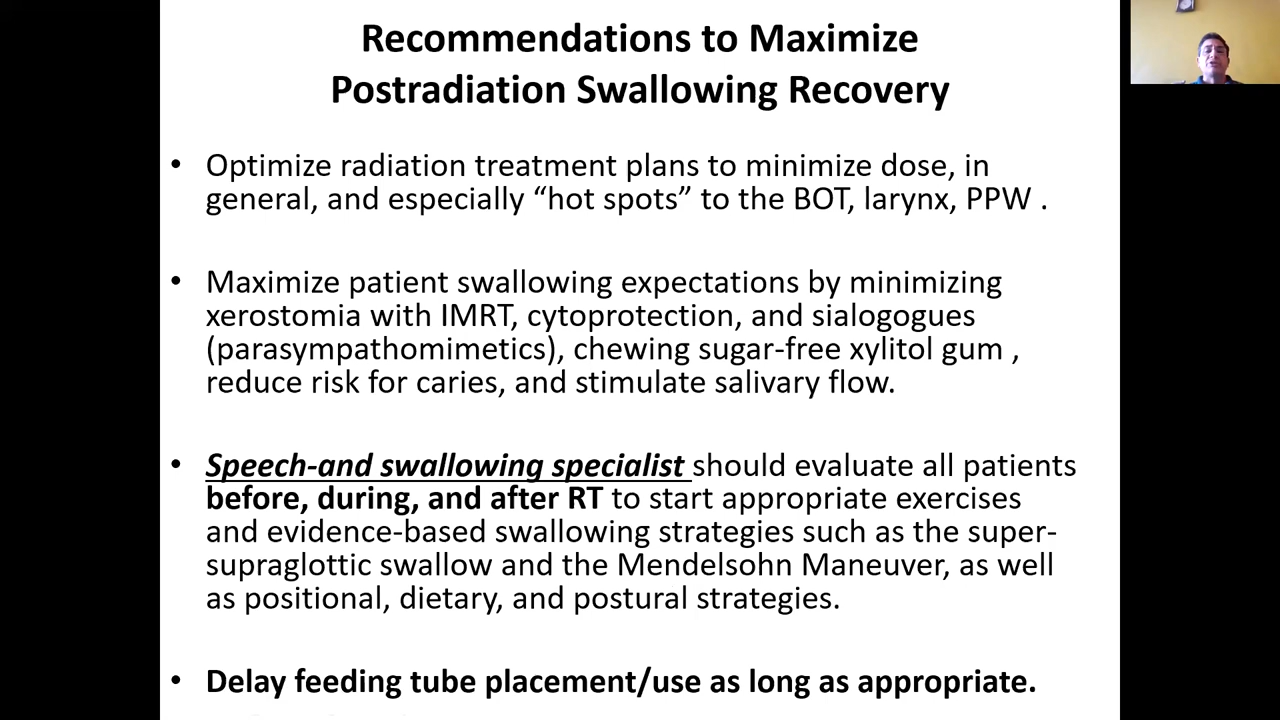 Recommendations to Maximize
Postradiation Swallowing Recovery
• Optimize radiation treatment plans to minimize dose, in
general, and especially “hot spots” to the BOT, larynx, PPW .
• Maximize patient swallowing expectations by minimizing
xerostomia with IMRT, cytoprotection, and sialogogues
(parasympathomimetics), chewing sugar-free xylitol gum ,
reduce risk for caries, and stimulate salivary flow.
• Speech-and swallowing specialist should evaluate all patients
before, during, and after RT to start appropriate exercises
and evidence-based swallowing strategies such as the super-
supraglottic swallow and the Mendelsohn Maneuver, as well
as positional, dietary, and postural strategies.
• Delay feeding tube placement/use as long as appropriate.